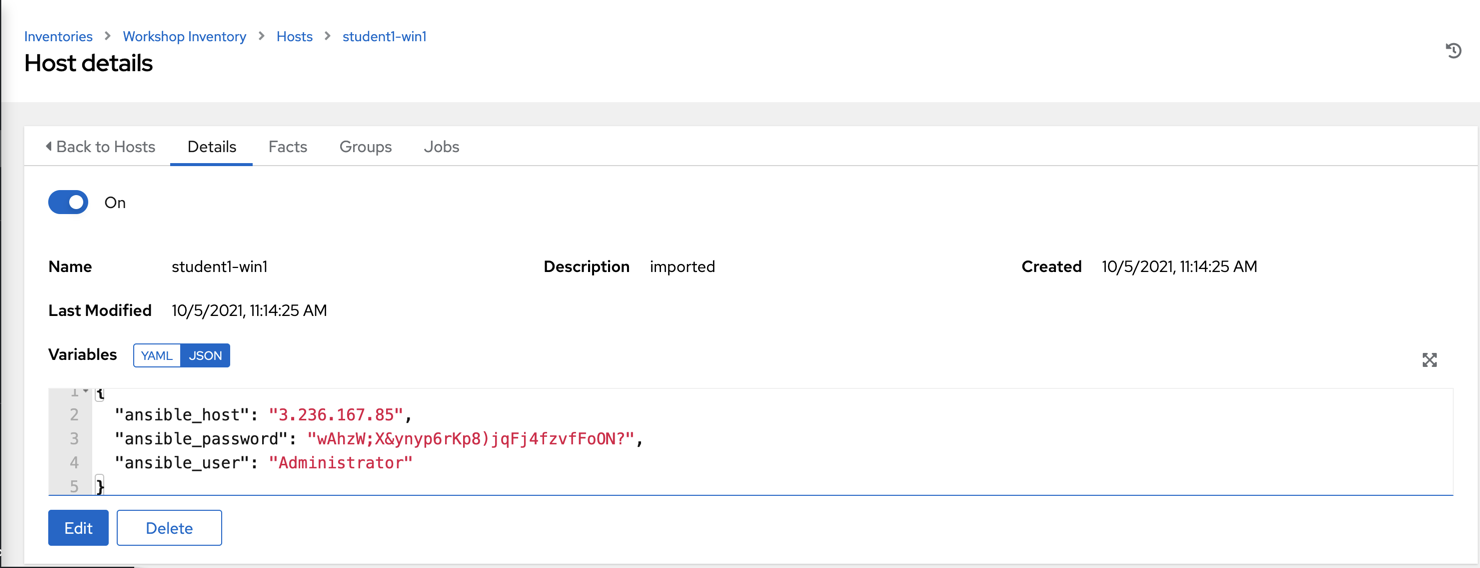 Inventories > Workshop Inventory > Hosts > student1-win1
Host details
Back to Hosts Details Facts Groups Jobs
On
Name student1-win1 Description imported Created 10/5/2021, 11:14:25 AM
Last Modified 10/5/2021, 11:14:25 AM
Variables YAML JSON
1 {
2 "ansible_host": "3.236.167.85",
3 "ansible_password": "wAhzW;X&ynyp6rKp8)jqFj4fzvfFoON?",
4 "ansible_user": "Administrator"
5 }
Edit Delete